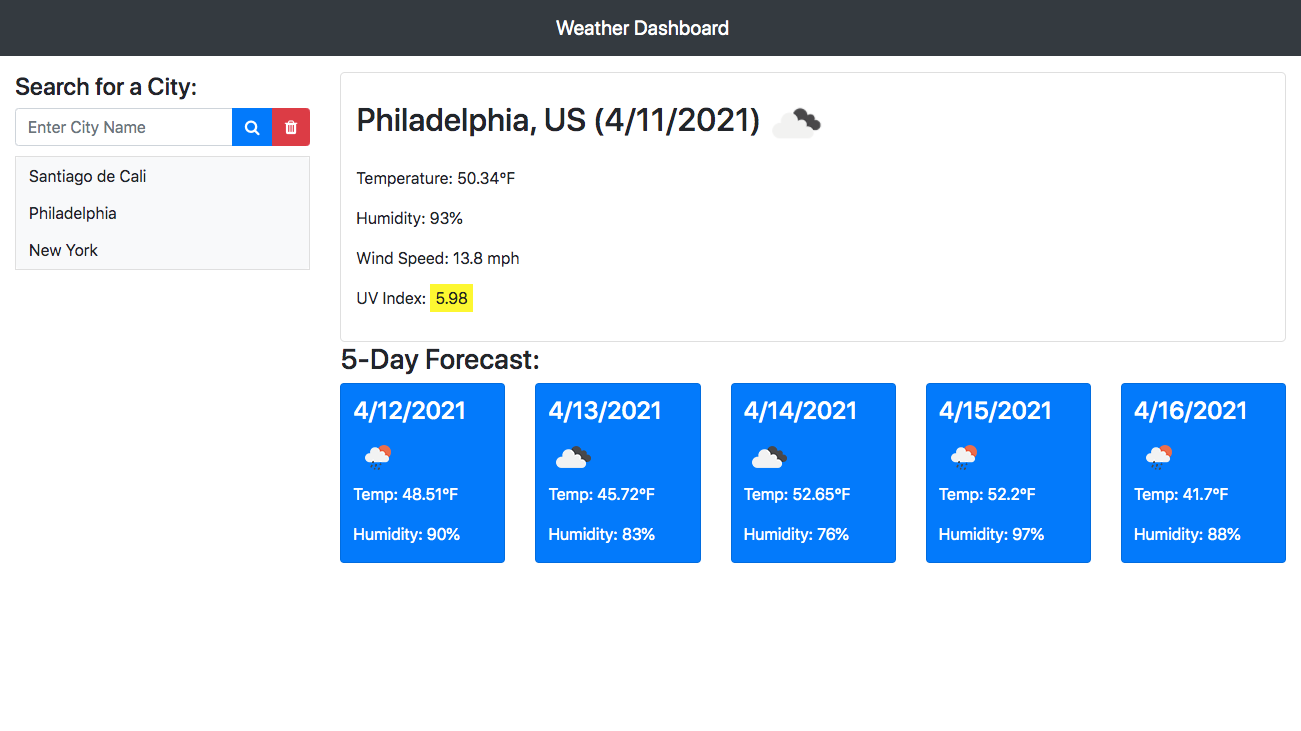 Weather Dashboard
Search for a City:
Enter City Name
Santiago de Cali
Philadelphia
New York
Philadelphia, US (4/11/2021)
Temperature: 50.34°F
Humidity: 93%
Wind Speed: 13.8 mph
UV Index: 5.98
5-Day Forecast:
4/12/2021
Temp: 48.51°F
Humidity: 90%
4/13/2021
Temp: 45.72°F
Humidity: 83%
4/14/2021
Temp: 52.65°F
Humidity: 76%
4/15/2021
Temp: 52.2°F
Humidity: 97%
4/16/2021
Temp: 41.7°F
Humidity: 88%